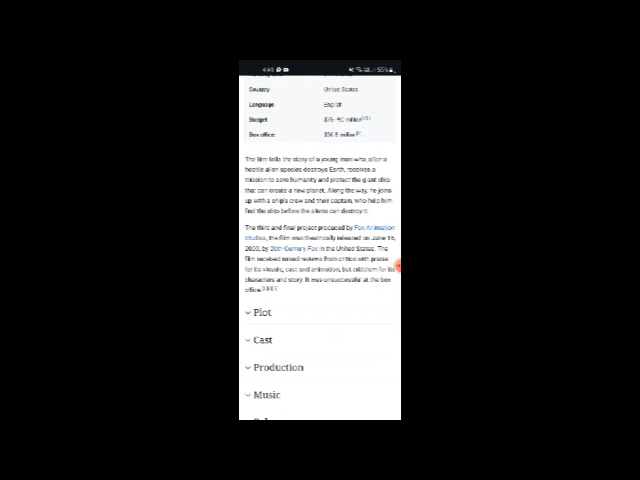 Country United States
Language English
Budget $75–90 million
Box office $36.8 million
The film tells the story of a young man who, after a
hostile alien species destroys Earth, receives a
mission to save humanity and protect the giant ship
that can create a new planet. Along the way, he joins
up with a ship's crew and their captain, who help him
find the ship before the aliens can destroy it.
The third and final project produced by Fox Animation
Studios, the film was theatrically released on June 16,
2000, by 20th Century Fox in the United States. The
film received mixed reviews from critics with praise
for its visuals, cast and animation, but criticism for its
characters and story. It was unsuccessful at the box
office.
Plot
Cast
Production
Music